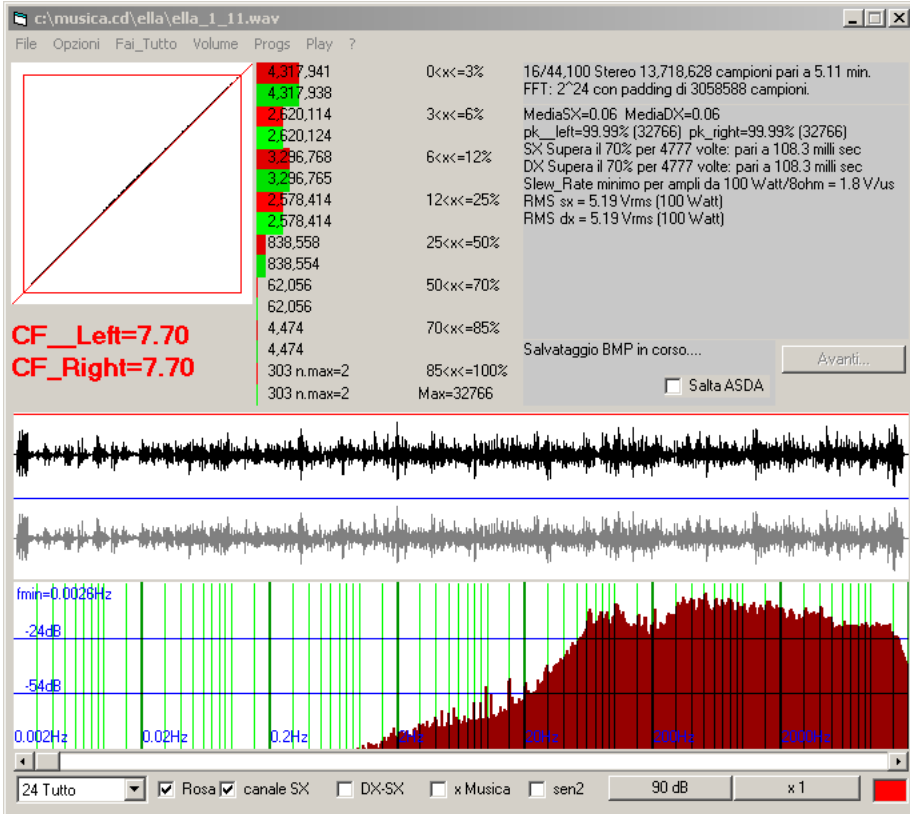 c:\musica.cd\ella\ella_1_11.wav
File Opzioni Fai_Tutto Volume Progs Play ?
4,317,941 0<x<=3%
4,317,938
2,620,114 3<x<=6%
2,620,124
3,296,768 6<x<=12%
3,296,765
2,578,414 12<x<=25%
2,578,414
838,558 25<x<=50%
838,554
62,056 50<x<=70%
62,056
4,474 70<x<=85%
4,474
303 n.max=2 85<x<=100%
303 n.max=2 Max=32766
16/44,100 Stereo 13,718,628 campioni pari a 5.11 min.
FFT: 2^24 con padding di 3058588 campioni.
MediaSX=0.06 MediaDX=0.06
pk__left=99.99% (32766) pk_right=99.99% (32766)
SX Supera il 70% per 4777 volte: pari a 108.3 milli sec
DX Supera il 70% per 4777 volte: pari a 108.3 milli sec
Slew_Rate minimo per ampli da 100 Watt/8ohm = 1.8 V/us
RMS sx = 5.19 Vrms (100 Watt)
RMS dx = 5.19 Vrms (100 Watt)
CF__Left=7.70
CF_Right=7.70
Salvataggio BMP in corso....
Avanti...
Salta ASDA
fmin=0.0026Hz
-24dB
-54dB
0.002Hz 0.02Hz 0.2Hz 2Hz 20Hz 200Hz 2000Hz
24 Tutto Rosa canale SX DX-SX x Musica sen2 90 dB x 1